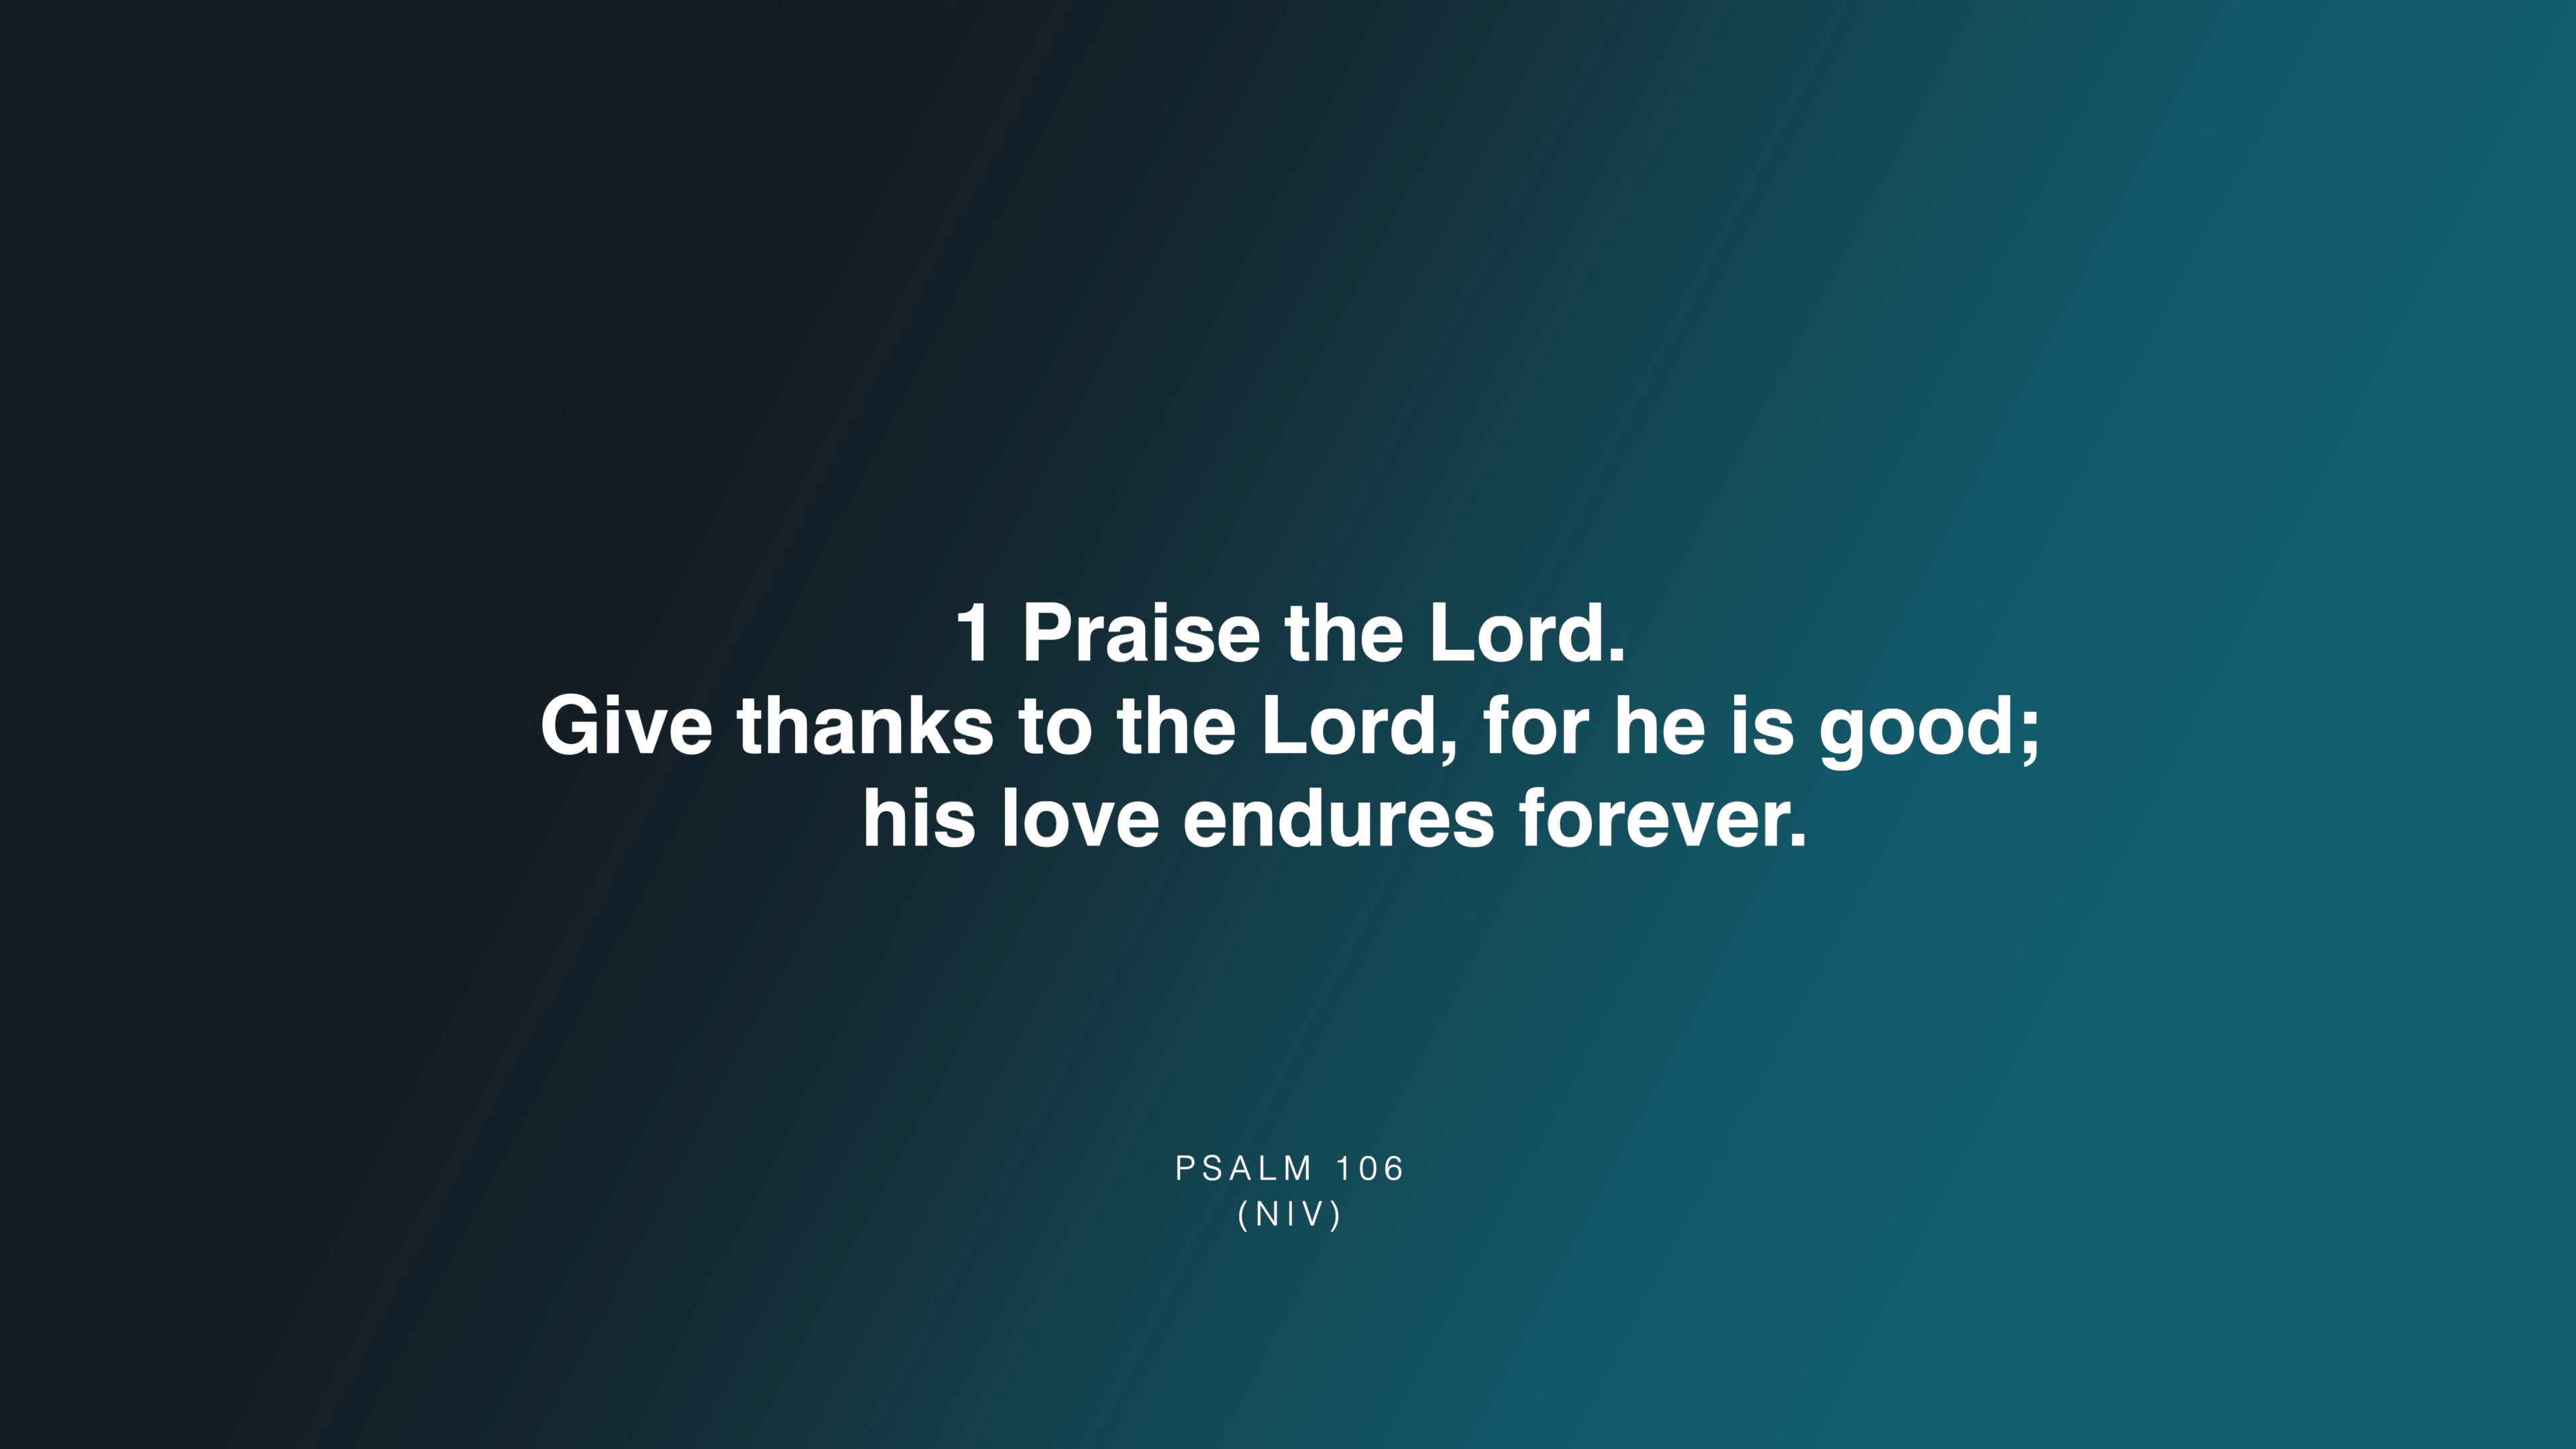 1 Praise the Lord.
Give thanks to the Lord, for he is good;
his love endures forever.
PSALM 106
(NIV)